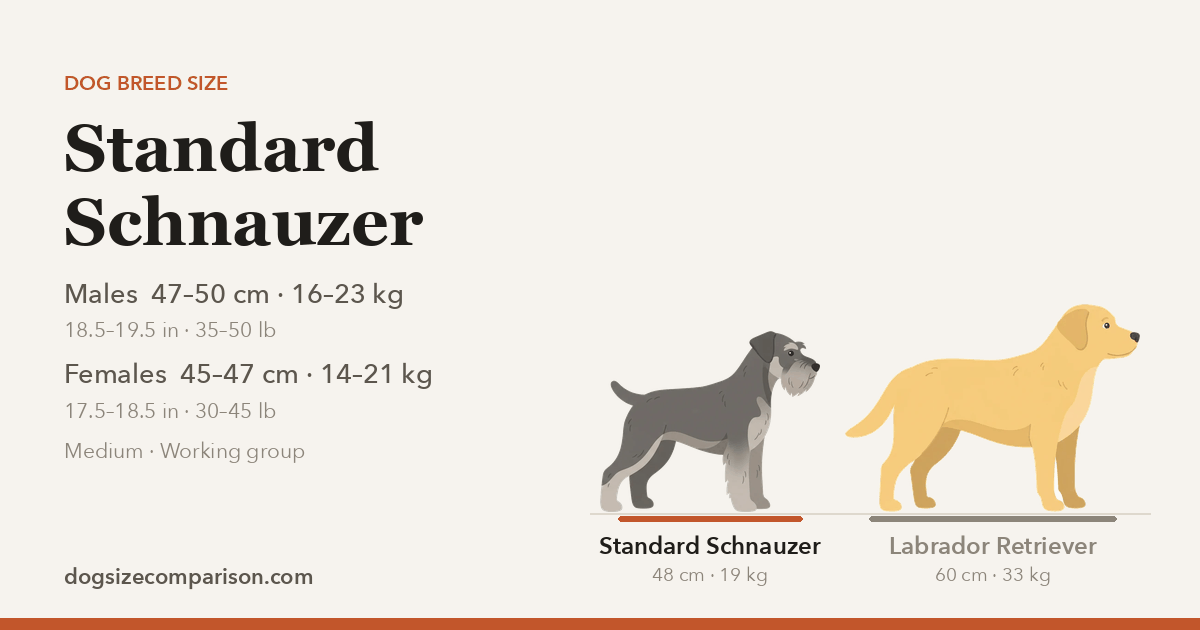 DOG BREED SIZE
Standard
Schnauzer
Males 47–50 cm · 16–23 kg
18.5–19.5 in · 35–50 lb
Females 45–47 cm · 14–21 kg
17.5–18.5 in · 30–45 lb
Medium · Working group
dogsizecomparison.com
Standard Schnauzer
48 cm · 19 kg
Labrador Retriever
60 cm · 33 kg